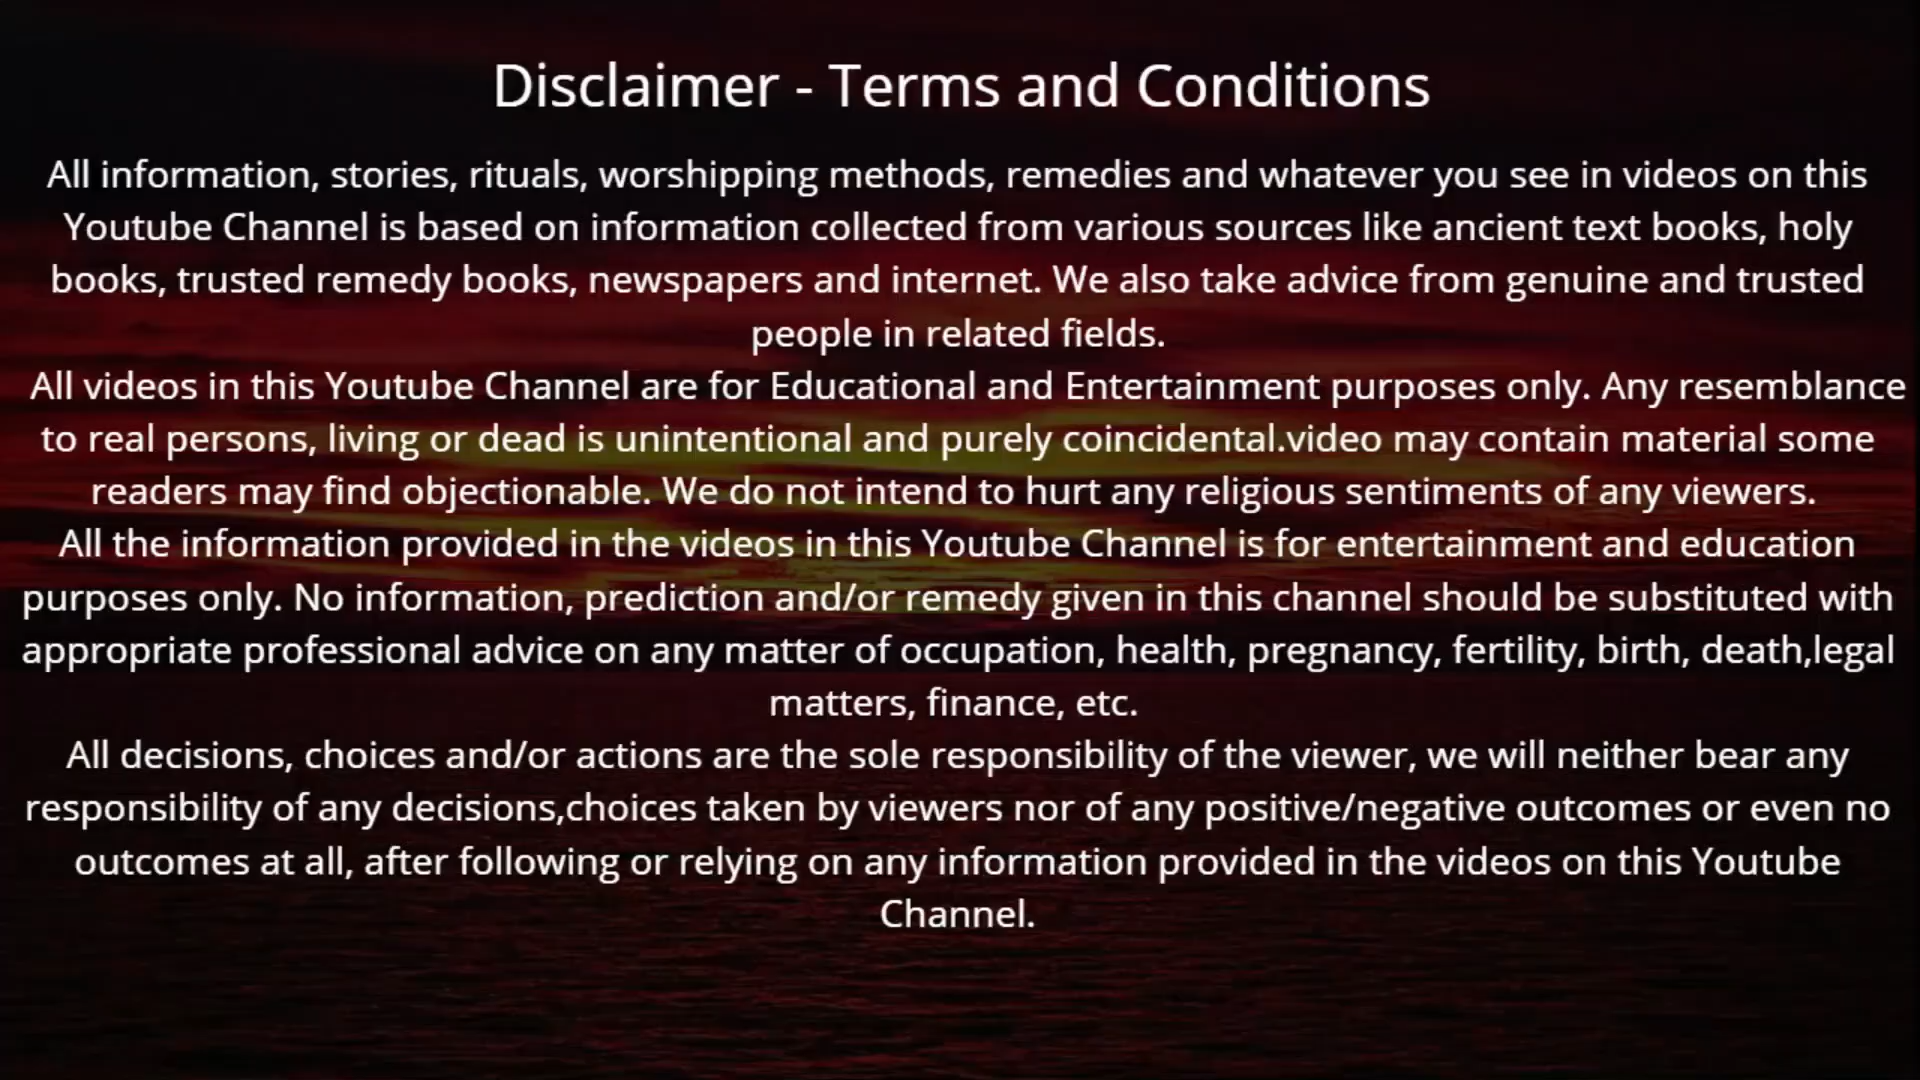 Disclaimer - Terms and Conditions
All information, stories, rituals, worshipping methods, remedies and whatever you see in videos on this
Youtube Channel is based on information collected from various sources like ancient text books, holy
books, trusted remedy books, newspapers and internet. We also take advice from genuine and trusted
people in related fields.
All videos in this Youtube Channel are for Educational and Entertainment purposes only. Any resemblance
to real persons, living or dead is unintentional and purely coincidental.video may contain material some
readers may find objectionable. We do not intend to hurt any religious sentiments of any viewers.
All the information provided in the videos in this Youtube Channel is for entertainment and education
purposes only. No information, prediction and/or remedy given in this channel should be substituted with
appropriate professional advice on any matter of occupation, health, pregnancy, fertility, birth, death,legal
matters, finance, etc.
All decisions, choices and/or actions are the sole responsibility of the viewer, we will neither bear any
responsibility of any decisions,choices taken by viewers nor of any positive/negative outcomes or even no
outcomes at all, after following or relying on any information provided in the videos on this Youtube
Channel.